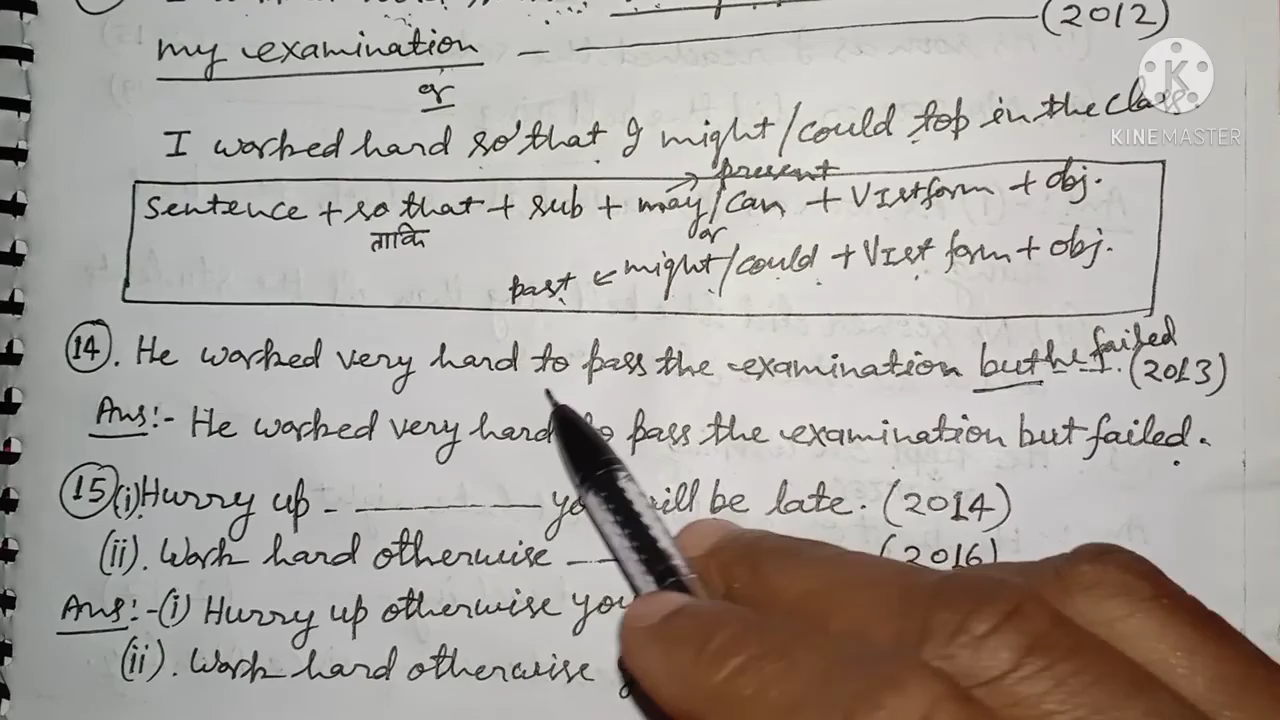 (2012)
my examination
or
I worked hard so that I might/could top in the class.
KINEMASTER
present
Sentence + so that + sub + may/can + VIst form + obj.
ताकि
or
past ← might/could + VIst form + obj.
(14). He worked very hard to pass the examination but he failed. (2013)
Ans:- He worked very hard to pass the examination but failed.
(15) (i) Hurry up - ________ you will be late. (2014)
(ii). Work hard otherwise ___ (2016)
Ans:- (i) Hurry up otherwise you
(ii). Work hard otherwise